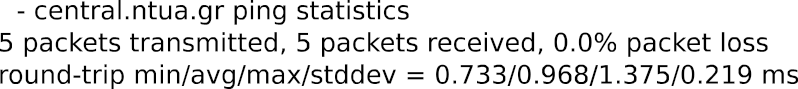 - central.ntua.gr ping statistics
5 packets transmitted, 5 packets received, 0.0% packet loss
round-trip min/avg/max/stddev = 0.733/0.968/1.375/0.219 ms